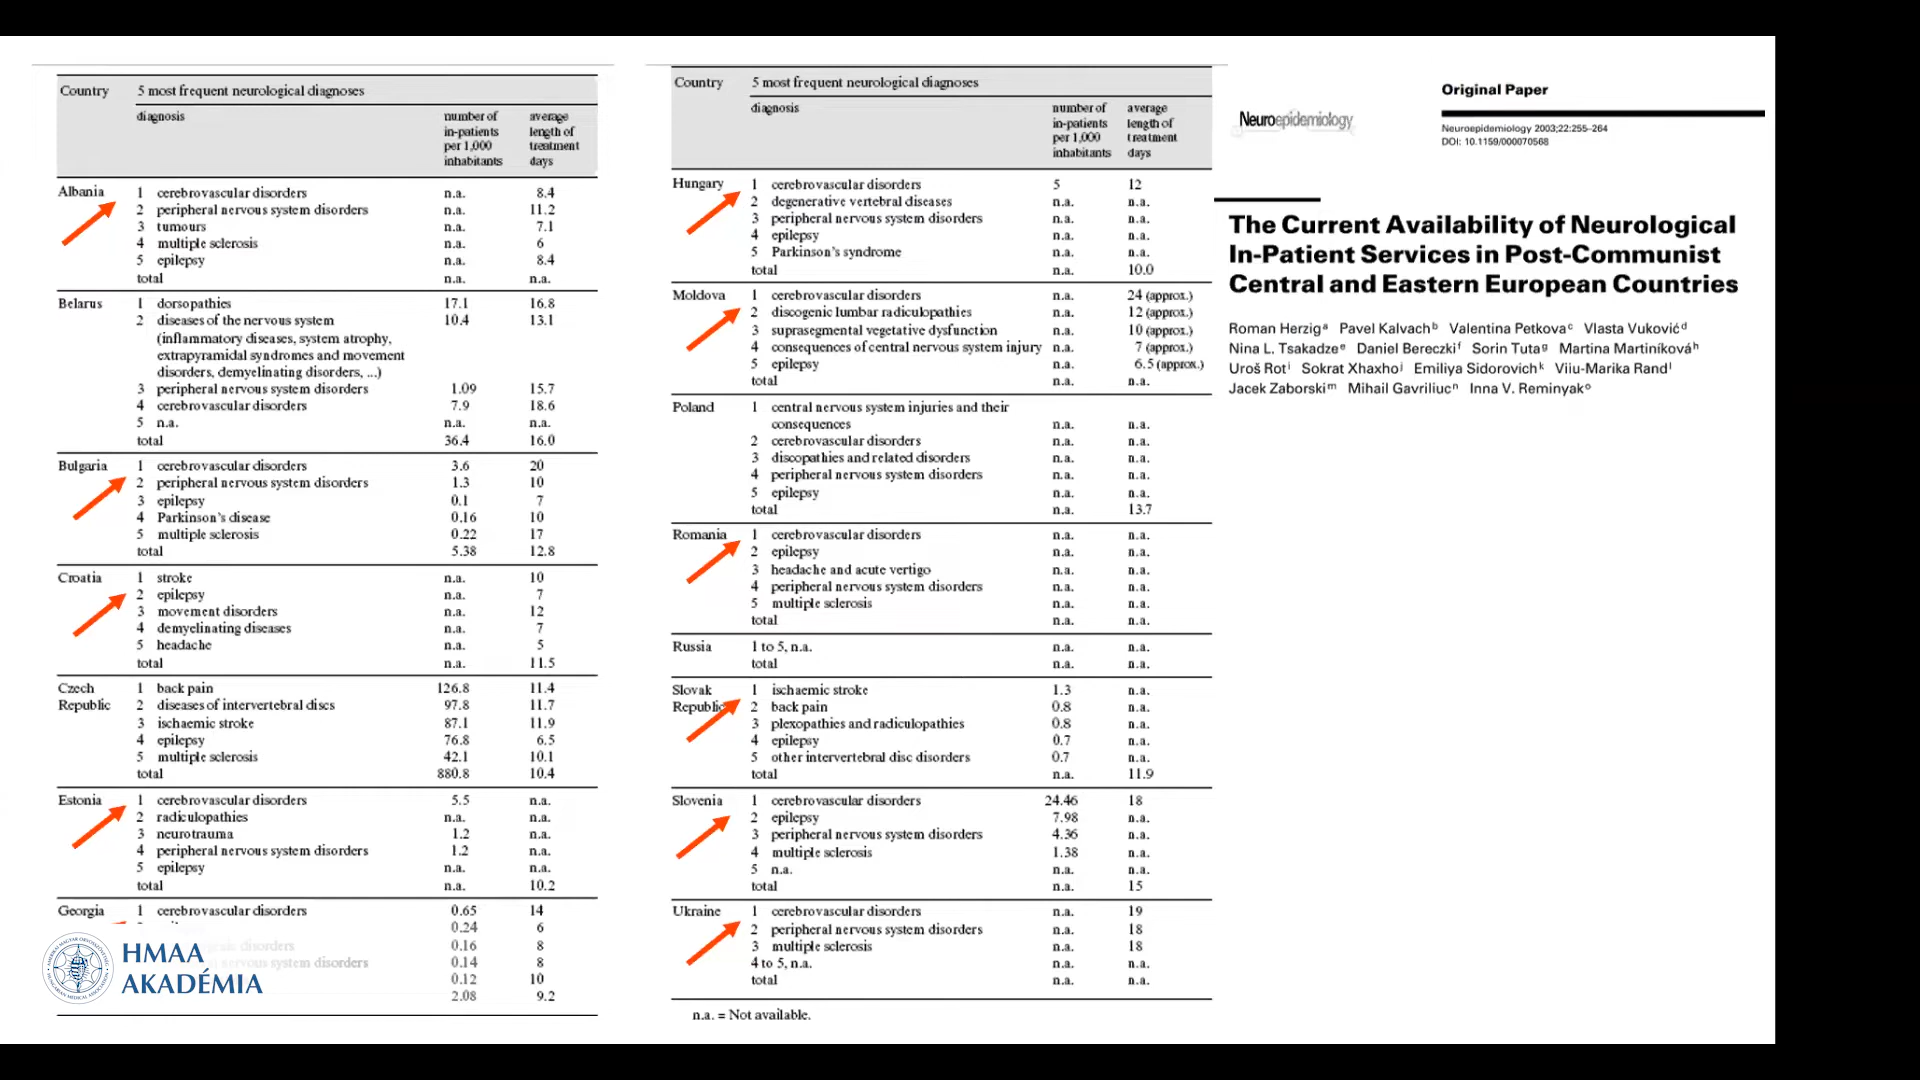 Country 5 most frequent neurological diagnoses
diagnosis number of in-patients per 1,000 inhabitants average length of treatment days
Albania 1 cerebrovascular disorders n.a. 8.4
2 peripheral nervous system disorders n.a. 11.2
3 tumours n.a. 7.1
4 multiple sclerosis n.a. 6
5 epilepsy n.a. 8.4
total n.a. n.a.
Belarus 1 dorsopathies 17.1 16.8
2 diseases of the nervous system 10.4 13.1
(inflammatory diseases, system atrophy,
extrapyramidal syndromes and movement
disorders, demyelinating disorders, ...)
3 peripheral nervous system disorders 1.09 15.7
4 cerebrovascular disorders 7.9 18.6
5 n.a. n.a. n.a.
total 36.4 16.0
Bulgaria 1 cerebrovascular disorders 3.6 20
2 peripheral nervous system disorders 1.3 10
3 epilepsy 0.1 7
4 Parkinson's disease 0.16 10
5 multiple sclerosis 0.22 17
total 5.38 12.8
Croatia 1 stroke n.a. 10
2 epilepsy n.a. 7
3 movement disorders n.a. 12
4 demyelinating diseases n.a. 7
5 headache n.a. 5
total n.a. 11.5
Czech Republic 1 back pain 126.8 11.4
2 diseases of intervertebral discs 97.8 11.7
3 ischaemic stroke 87.1 11.9
4 epilepsy 76.8 6.5
5 multiple sclerosis 42.1 10.1
total 880.8 10.4
Estonia 1 cerebrovascular disorders 5.5 n.a.
2 radiculopathies n.a. n.a.
3 neurotrauma 1.2 n.a.
4 peripheral nervous system disorders 1.2 n.a.
5 epilepsy n.a. n.a.
total n.a. 10.2
Georgia 1 cerebrovascular disorders 0.65 14
0.24 6
disorders 0.16 8
nervous system disorders 0.14 8
0.12 10
2.08 9.2
HMAA
AKADÉMIA
Country 5 most frequent neurological diagnoses
diagnosis number of in-patients per 1,000 inhabitants average length of treatment days
Hungary 1 cerebrovascular disorders 5 12
2 degenerative vertebral diseases n.a. n.a.
3 peripheral nervous system disorders n.a. n.a.
4 epilepsy n.a. n.a.
5 Parkinson's syndrome n.a. n.a.
total n.a. 10.0
Moldova 1 cerebrovascular disorders n.a. 24 (approx.)
2 discogenic lumbar radiculopathies n.a. 12 (approx.)
3 suprasegmental vegetative dysfunction n.a. 10 (approx.)
4 consequences of central nervous system injury n.a. 7 (approx.)
5 epilepsy n.a. 6.5 (approx.)
total n.a. n.a.
Poland 1 central nervous system injuries and their
consequences n.a. n.a.
2 cerebrovascular disorders n.a. n.a.
3 discopathies and related disorders n.a. n.a.
4 peripheral nervous system disorders n.a. n.a.
5 epilepsy n.a. n.a.
total n.a. 13.7
Romania 1 cerebrovascular disorders n.a. n.a.
2 epilepsy n.a. n.a.
3 headache and acute vertigo n.a. n.a.
4 peripheral nervous system disorders n.a. n.a.
5 multiple sclerosis n.a. n.a.
total n.a. n.a.
Russia 1 to 5, n.a. n.a. n.a.
total n.a. n.a.
Slovak Republic 1 ischaemic stroke 1.3 n.a.
2 back pain 0.8 n.a.
3 plexopathies and radiculopathies 0.8 n.a.
4 epilepsy 0.7 n.a.
5 other intervertebral disc disorders 0.7 n.a.
total n.a. 11.9
Slovenia 1 cerebrovascular disorders 24.46 18
2 epilepsy 7.98 n.a.
3 peripheral nervous system disorders 4.36 n.a.
4 multiple sclerosis 1.38 n.a.
5 n.a. n.a. n.a.
total n.a. 15
Ukraine 1 cerebrovascular disorders n.a. 19
2 peripheral nervous system disorders n.a. 18
3 multiple sclerosis n.a. 18
4 to 5, n.a. n.a. n.a.
total n.a. n.a.
n.a. = Not available.
Original Paper
Neuroepidemiology
Neuroepidemiology 2003;22:255–264
DOI: 10.1159/000070568
The Current Availability of Neurological
In-Patient Services in Post-Communist
Central and Eastern European Countries
Roman Herzig a Pavel Kalvach b Valentina Petkova c Vlasta Vuković d
Nina L. Tsakadze e Daniel Bereczki f Sorin Tuta g Martina Martiníková h
Uroš Rot i Sokrat Xhaxho j Emiliya Sidorovich k Viiu-Marika Rand l
Jacek Zaborski m Mihail Gavriliuc n Inna V. Reminyak o